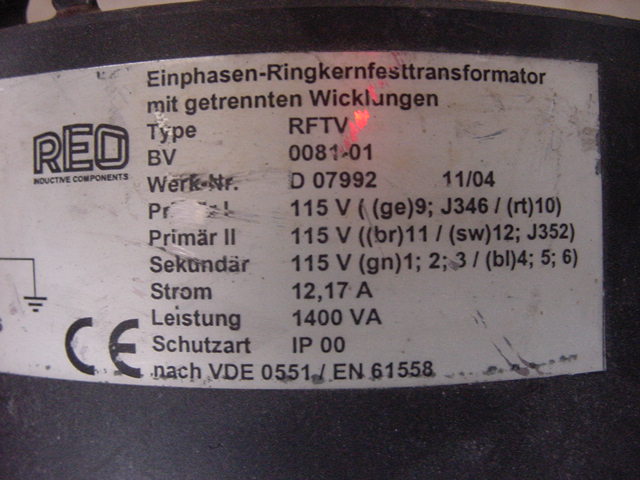 Einphasen-Ringkernfesttransformator
mit getrennten Wicklungen
REO
INDUCTIVE COMPONENTS
Type RFTV
BV 0081-01
Werk-Nr. D 07992 11/04
115 V ( (ge)9; J346 / (rt)10)
Primär II 115 V ((br)11 / (sw)12; J352)
Sekundär 115 V (gn)1; 2; 3 / (bl)4; 5; 6)
Strom 12,17 A
Leistung 1400 VA
CE
Schutzart IP 00
nach VDE 0551 / EN 61558